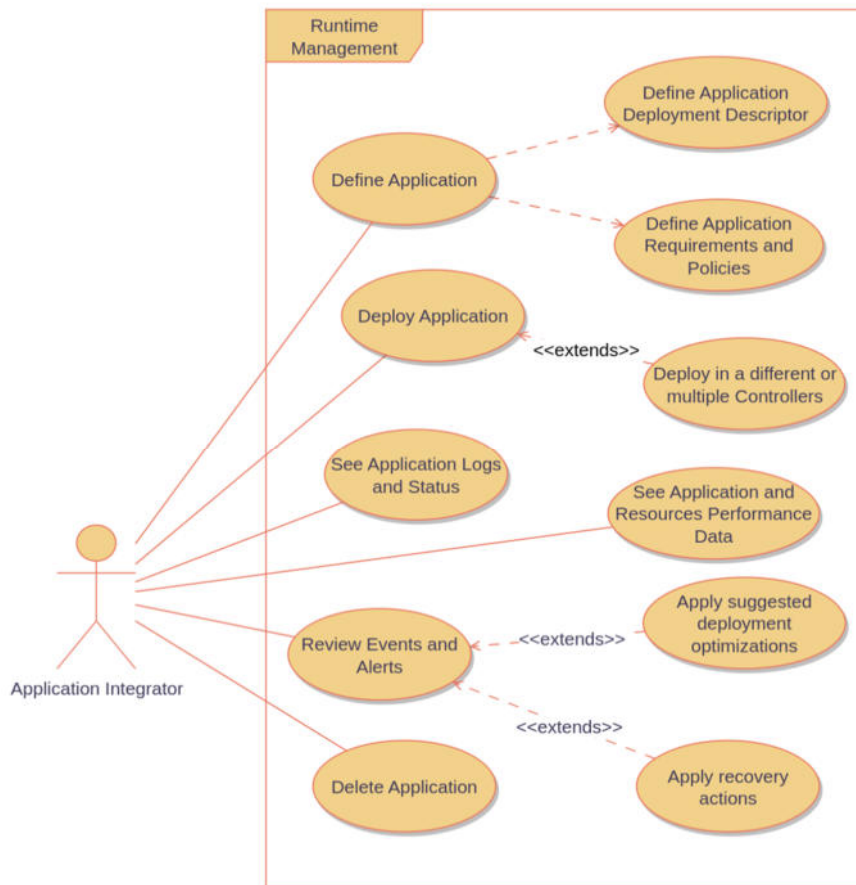 Runtime
Management
Define Application
Deployment Descriptor
Define Application
Define Application
Requirements and
Policies
Deploy Application
<<extends>>
Deploy in a different or
multiple Controllers
See Application Logs
and Status
See Application and
Resources Performance
Data
Apply suggested
deployment
optimizations
<<extends>>
Review Events and
Alerts
Application Integrator
<<extends>>
Delete Application
Apply recovery
actions